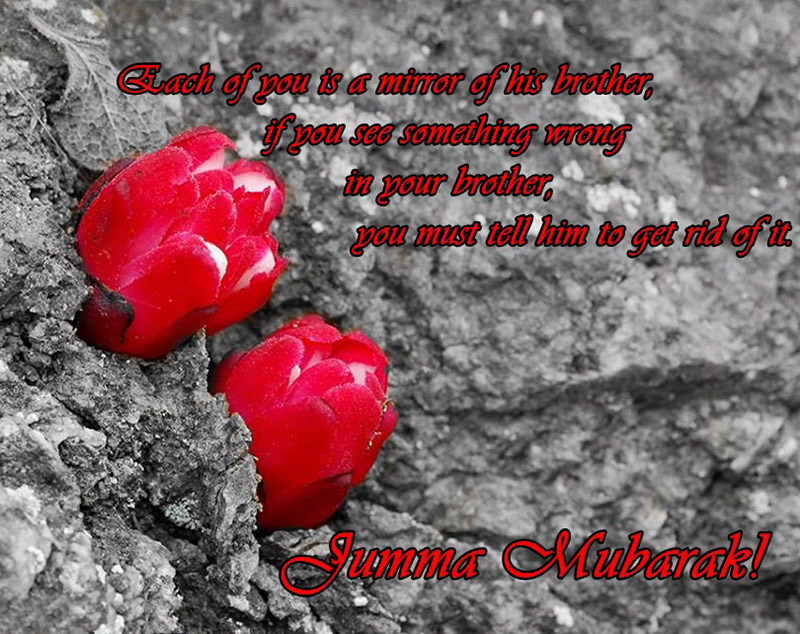 Each of you is a mirror of his brother,
if you see something wrong
in your brother,
you must tell him to get rid of it.
Jumma Mubarak!